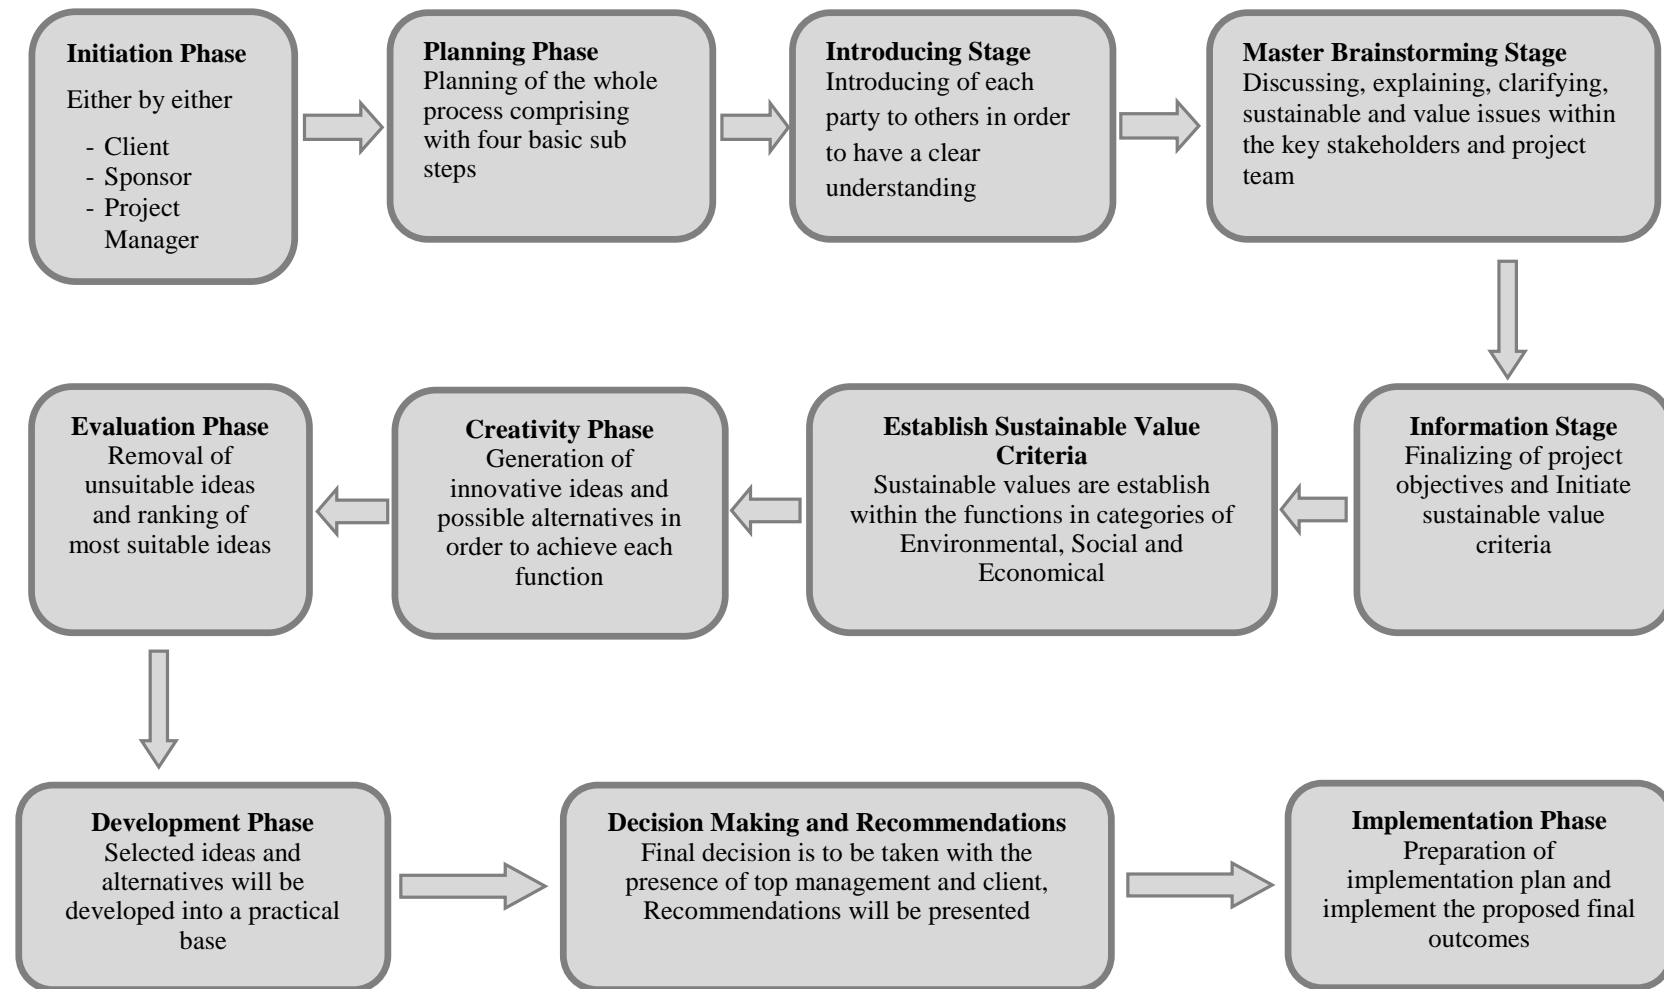 Initiation Phase
Either by either
- Client
- Sponsor
- Project
Manager
Planning Phase
Planning of the whole
process comprising
with four basic sub
steps
Introducing Stage
Introducing of each
party to others in order
to have a clear
understanding
Master Brainstorming Stage
Discussing, explaining, clarifying,
sustainable and value issues within
the key stakeholders and project
team
Information Stage
Finalizing of project
objectives and Initiate
sustainable value
criteria
Establish Sustainable Value
Criteria
Sustainable values are establish
within the functions in categories of
Environmental, Social and
Economical
Creativity Phase
Generation of
innovative ideas and
possible alternatives in
order to achieve each
function
Evaluation Phase
Removal of
unsuitable ideas
and ranking of
most suitable ideas
Development Phase
Selected ideas and
alternatives will be
developed into a practical
base
Decision Making and Recommendations
Final decision is to be taken with the
presence of top management and client,
Recommendations will be presented
Implementation Phase
Preparation of
implementation plan and
implement the proposed final
outcomes